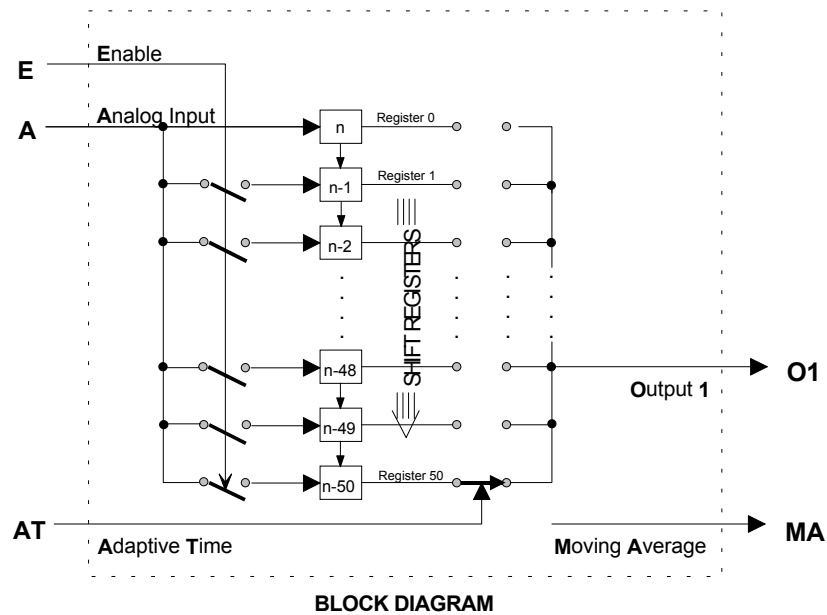 E
Enable
A
Analog Input
n
Register 0
n-1
Register 1
n-2
SHIFT REGISTERS
n-48
O1
Output 1
n-49
n-50
Register 50
AT
Adaptive Time
Moving Average
MA
BLOCK DIAGRAM